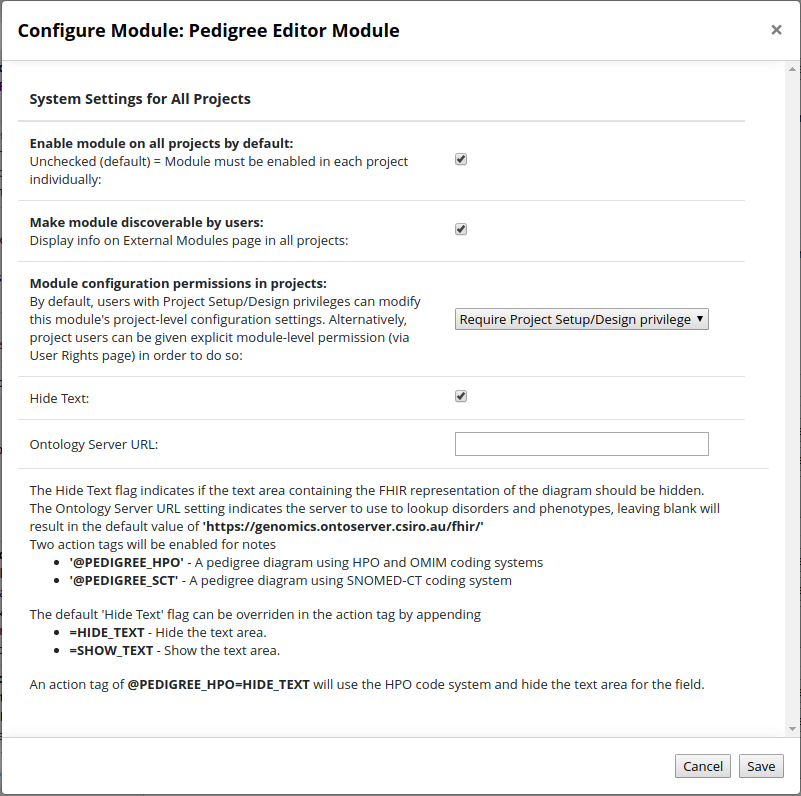 Configure Module: Pedigree Editor Module
×
System Settings for All Projects
Enable module on all projects by default:
Unchecked (default) = Module must be enabled in each project
individually:
Make module discoverable by users:
Display info on External Modules page in all projects:
Module configuration permissions in projects:
By default, users with Project Setup/Design privileges can modify
this module's project-level configuration settings. Alternatively,
project users can be given explicit module-level permission (via
User Rights page) in order to do so:
Require Project Setup/Design privilege
Hide Text:
Ontology Server URL:
The Hide Text flag indicates if the text area containing the FHIR representation of the diagram should be hidden.
The Ontology Server URL setting indicates the server to use to lookup disorders and phenotypes, leaving blank will
result in the default value of 'https://genomics.ontoserver.csiro.au/fhir/'
Two action tags will be enabled for notes
• '@PEDIGREE_HPO' - A pedigree diagram using HPO and OMIM coding systems
• '@PEDIGREE_SCT' - A pedigree diagram using SNOMED-CT coding system
The default 'Hide Text' flag can be overriden in the action tag by appending
• =HIDE_TEXT - Hide the text area.
• =SHOW_TEXT - Show the text area.
An action tag of @PEDIGREE_HPO=HIDE_TEXT will use the HPO code system and hide the text area for the field.
Cancel
Save